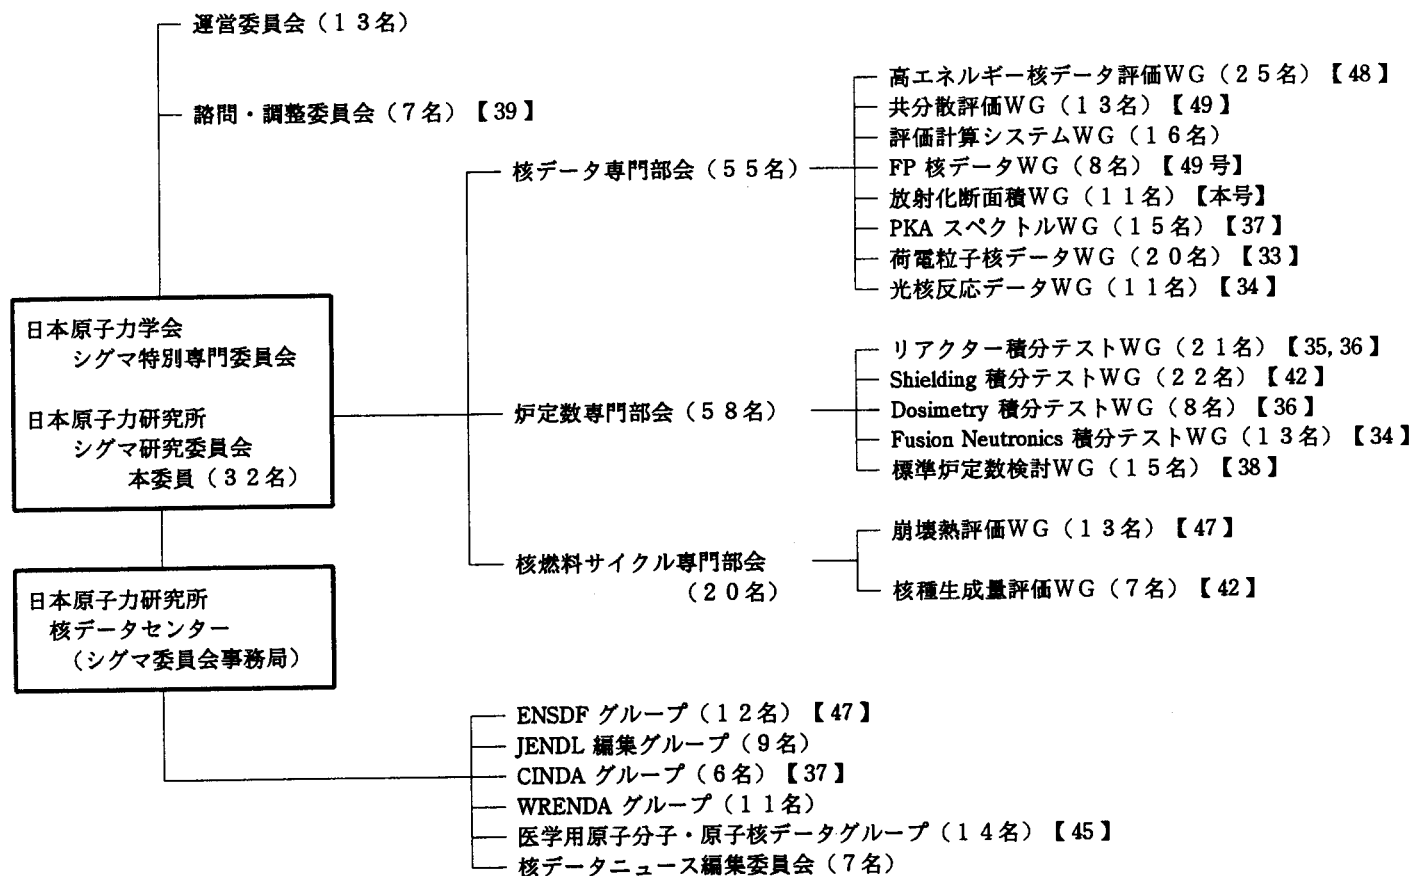 運営委員会(13名)
諮問・調整委員会(7名)【39】
核データ専門部会(55名)
高エネルギー核データ評価WG(25名)【48】
共分散評価WG(13名)【49】
評価計算システムWG(16名)
FP 核データWG(8名)【49号】
放射化断面積WG(11名)【本号】
PKA スペクトルWG(15名)【37】
荷電粒子核データWG(20名)【33】
光核反応データWG(11名)【34】
日本原子力学会
シグマ特別専門委員会
日本原子力研究所
シグマ研究委員会
本委員(32名)
炉定数専門部会(58名)
リアクター積分テストWG(21名)【35, 36】
Shielding 積分テストWG(22名)【42】
Dosimetry 積分テストWG(8名)【36】
Fusion Neutronics 積分テストWG(13名)【34】
標準炉定数検討WG(15名)【38】
核燃料サイクル専門部会
(20名)
崩壊熱評価WG(13名)【47】
核種生成量評価WG(7名)【42】
日本原子力研究所
核データセンター
(シグマ委員会事務局)
ENSDF グループ(12名)【47】
JENDL 編集グループ(9名)
CINDA グループ(6名)【37】
WRENDA グループ(11名)
医学用原子分子・原子核データグループ(14名)【45】
核データニュース編集委員会(7名)